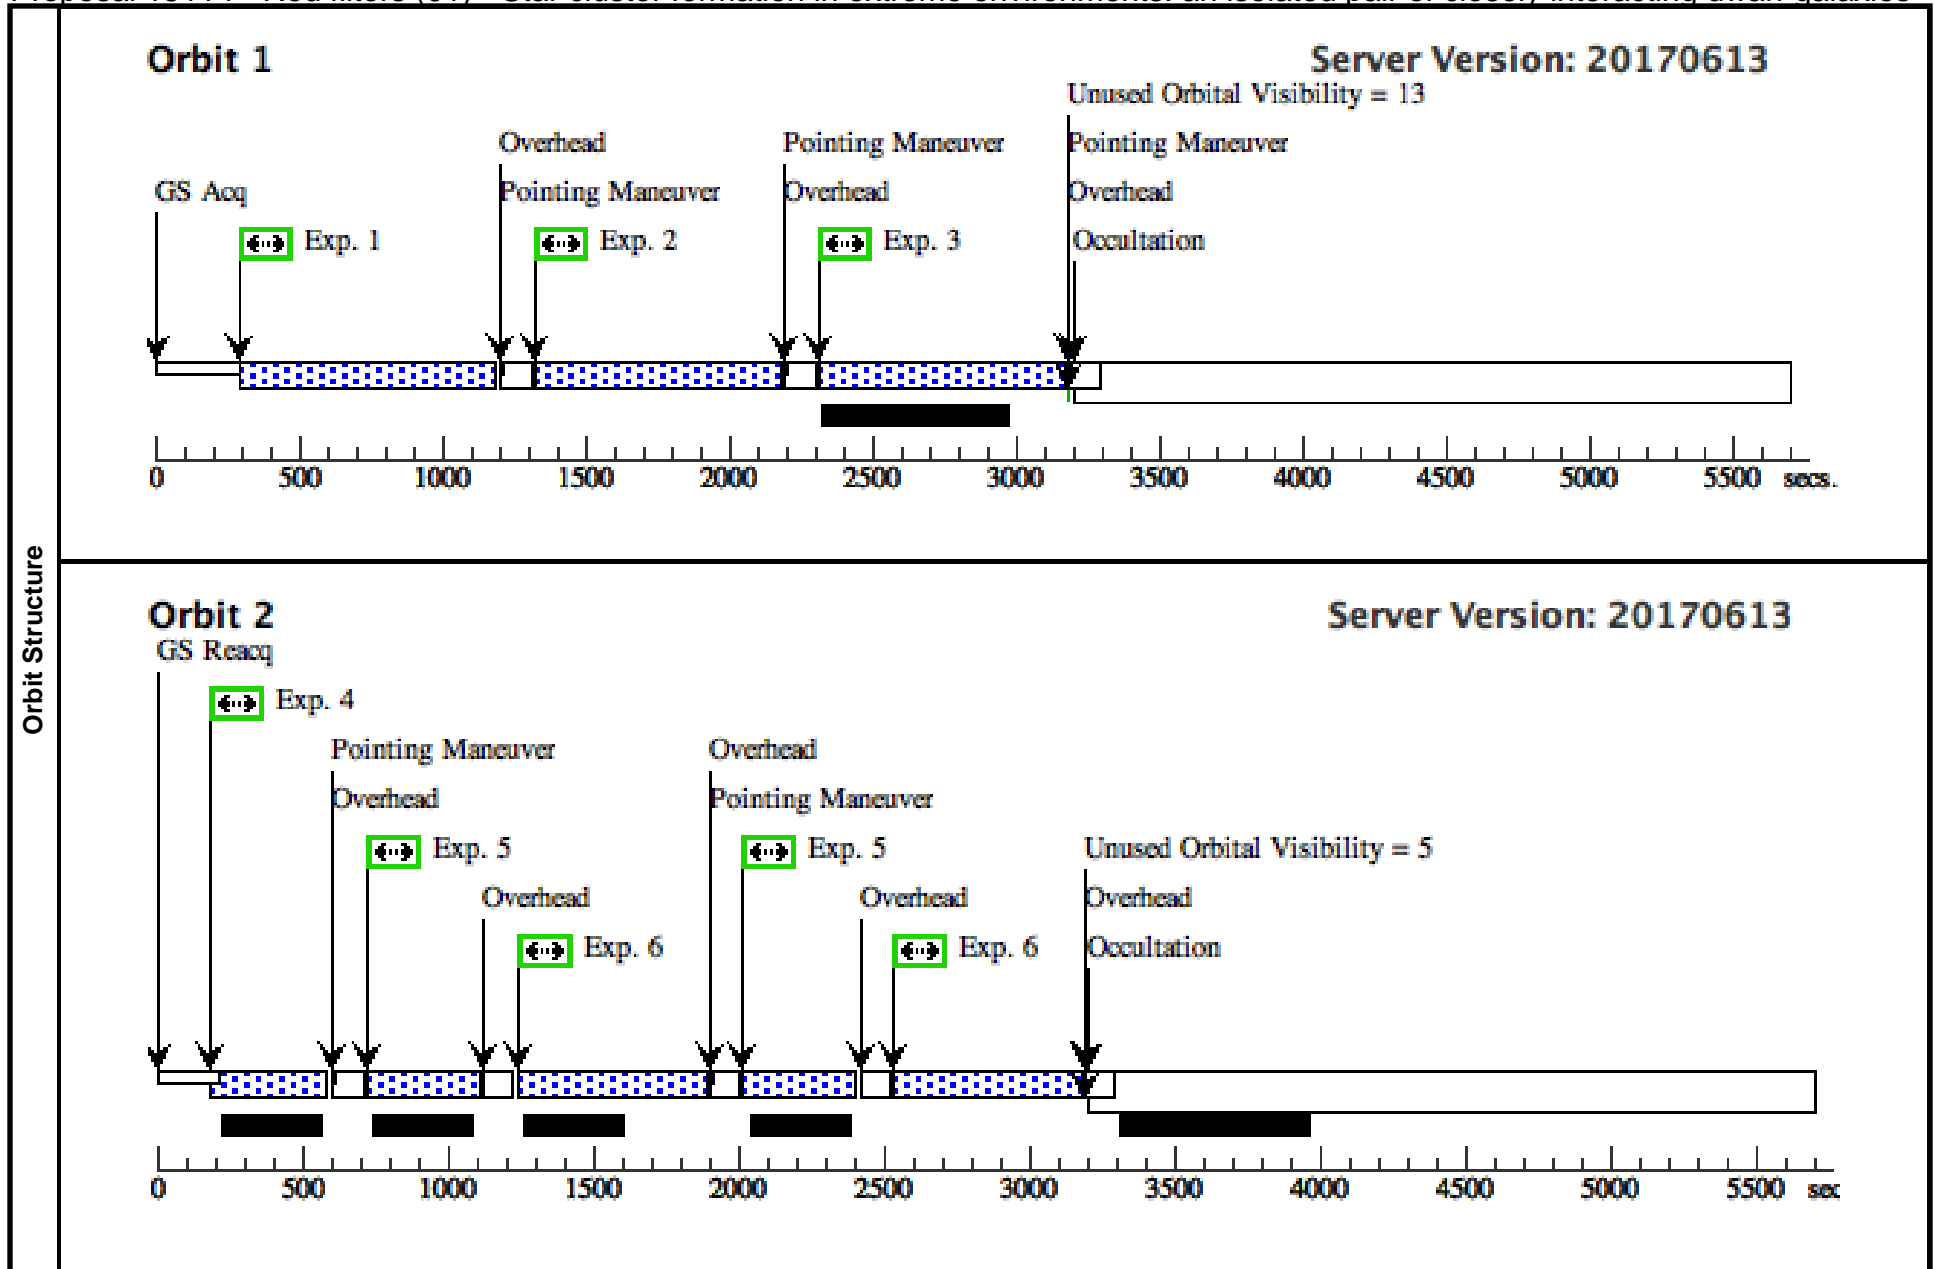 Orbit Structure
Orbit 1
Server Version: 20170613
Unused Orbital Visibility = 13
Overhead
Pointing Maneuver
Pointing Maneuver
GS Acq
Pointing Maneuver
Overhead
Overhead
Exp. 1
Exp. 2
Exp. 3
Occultation
0 500 1000 1500 2000 2500 3000 3500 4000 4500 5000 5500 secs.
Orbit 2
Server Version: 20170613
GS Reacq
Exp. 4
Pointing Maneuver
Overhead
Overhead
Pointing Maneuver
Exp. 5
Exp. 5
Unused Orbital Visibility = 5
Overhead
Overhead
Overhead
Exp. 6
Exp. 6
Occultation
0 500 1000 1500 2000 2500 3000 3500 4000 4500 5000 5500 sec